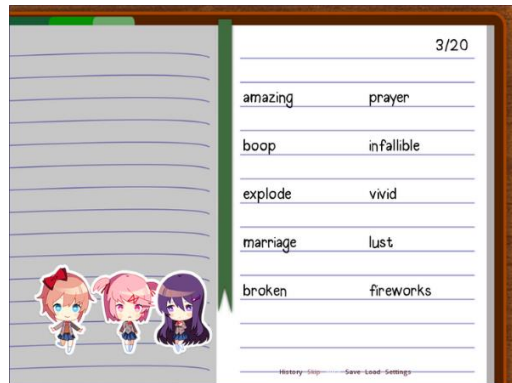 3/20
amazing prayer
boop infallible
explode vivid
marriage lust
broken fireworks
History Skip Save Load Settings